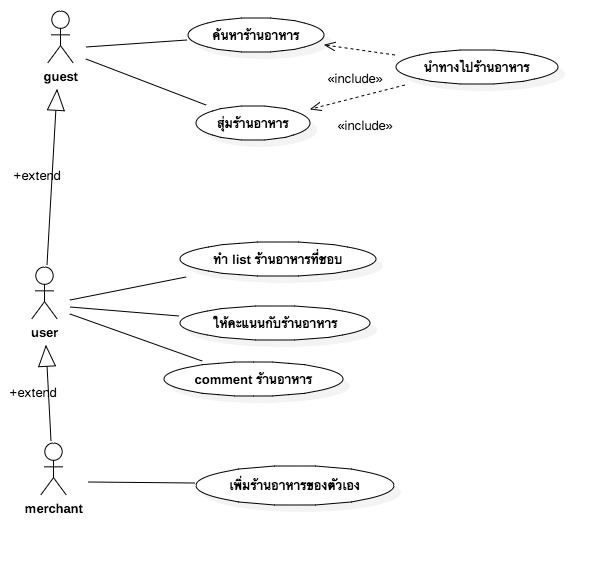 ค้นหาร้านอาหาร
นำทางไปร้านอาหาร
guest
«include»
สุ่มร้านอาหาร
«include»
+extend
ทำ list ร้านอาหารที่ชอบ
ให้คะแนนกับร้านอาหาร
user
comment ร้านอาหาร
+extend
เพิ่มร้านอาหารของตัวเอง
merchant